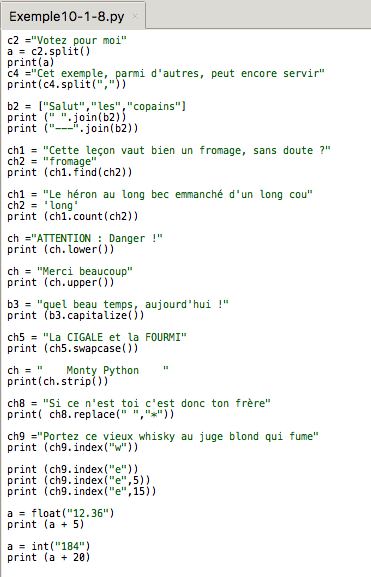 Exemple10-1-8.py ×
c2 ="Votez pour moi"
a = c2.split()
print(a)
c4 ="Cet exemple, parmi d'autres, peut encore servir"
print(c4.split(","))
b2 = ["Salut","les","copains"]
print (" ".join(b2))
print ("---".join(b2))
ch1 = "Cette leçon vaut bien un fromage, sans doute ?"
ch2 = "fromage"
print (ch1.find(ch2))
ch1 = "Le héron au long bec emmanché d'un long cou"
ch2 = 'long'
print (ch1.count(ch2))
ch ="ATTENTION : Danger !"
print (ch.lower())
ch = "Merci beaucoup"
print (ch.upper())
b3 = "quel beau temps, aujourd'hui !"
print (b3.capitalize())
ch5 = "La CIGALE et la FOURMI"
print (ch5.swapcase())
ch = "    Monty Python    "
print(ch.strip())
ch8 = "Si ce n'est toi c'est donc ton frère"
print( ch8.replace(" ","*"))
ch9 ="Portez ce vieux whisky au juge blond qui fume"
print (ch9.index("w"))
print (ch9.index("e"))
print (ch9.index("e",5))
print (ch9.index("e",15))
a = float("12.36")
print (a + 5)
a = int("184")
print (a + 20)